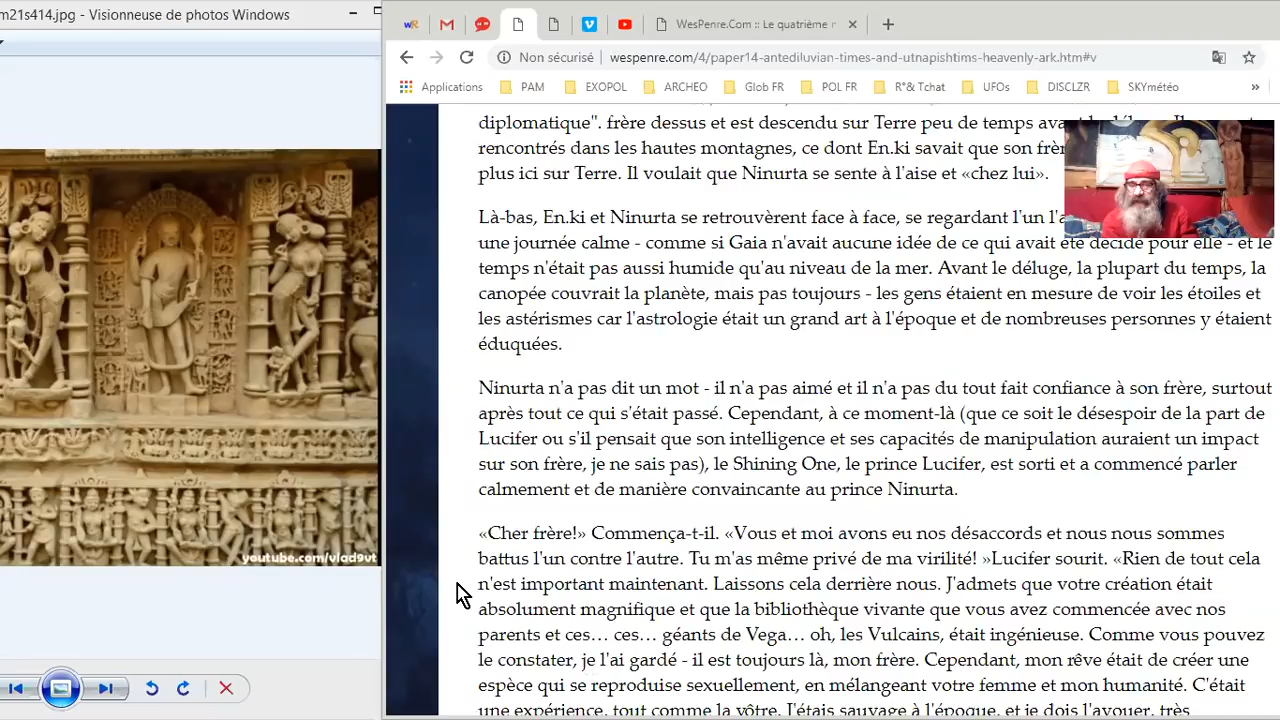 m21s414.jpg - Visionneuse de photos Windows
WesPenre.Com :: Le quatrième
Non sécurisé | wespenre.com/4/paper14-antediluvian-times-and-utnapishtims-heavenly-ark.htm#v
Applications PAM EXOPOL ARCHEO Glob FR POL FR R°& Tchat UFOs DISCLZR SKYmétéo »
diplomatique". frère dessus et est descendu sur Terre peu de temps
rencontrés dans les hautes montagnes, ce dont En.ki savait que son
plus ici sur Terre. Il voulait que Ninurta se sente à l'aise et «chez lui».
Là-bas, En.ki et Ninurta se retrouvèrent face à face, se regardant l'un
une journée calme - comme si Gaia n'avait aucune idée de ce qui avait été décidé pour elle - et le
temps n'était pas aussi humide qu'au niveau de la mer. Avant le déluge, la plupart du temps, la
canopée couvrait la planète, mais pas toujours - les gens étaient en mesure de voir les étoiles et
les astérismes car l'astrologie était un grand art à l'époque et de nombreuses personnes y étaient
éduquées.
Ninurta n'a pas dit un mot - il n'a pas aimé et il n'a pas du tout fait confiance à son frère, surtout
après tout ce qui s'était passé. Cependant, à ce moment-là (que ce soit le désespoir de la part de
Lucifer ou s'il pensait que son intelligence et ses capacités de manipulation auraient un impact
sur son frère, je ne sais pas), le Shining One, le prince Lucifer, est sorti et a commencé parler
calmement et de manière convaincante au prince Ninurta.
«Cher frère!» Commença-t-il. «Vous et moi avons eu nos désaccords et nous nous sommes
battus l'un contre l'autre. Tu m'as même privé de ma virilité! »Lucifer sourit. «Rien de tout cela
n'est important maintenant. Laissons cela derrière nous. J'admets que votre création était
absolument magnifique et que la bibliothèque vivante que vous avez commencée avec nos
parents et ces… ces… géants de Vega… oh, les Vulcains, était ingénieuse. Comme vous pouvez
le constater, je l'ai gardé - il est toujours là, mon frère. Cependant, mon rêve était de créer une
espèce qui se reproduise sexuellement, en mélangeant votre femme et mon humanité. C'était
une expérience, tout comme la vôtre. J'étais sauvage à l'époque, et je dois l'avouer, très
youtube.com/vlad9vt